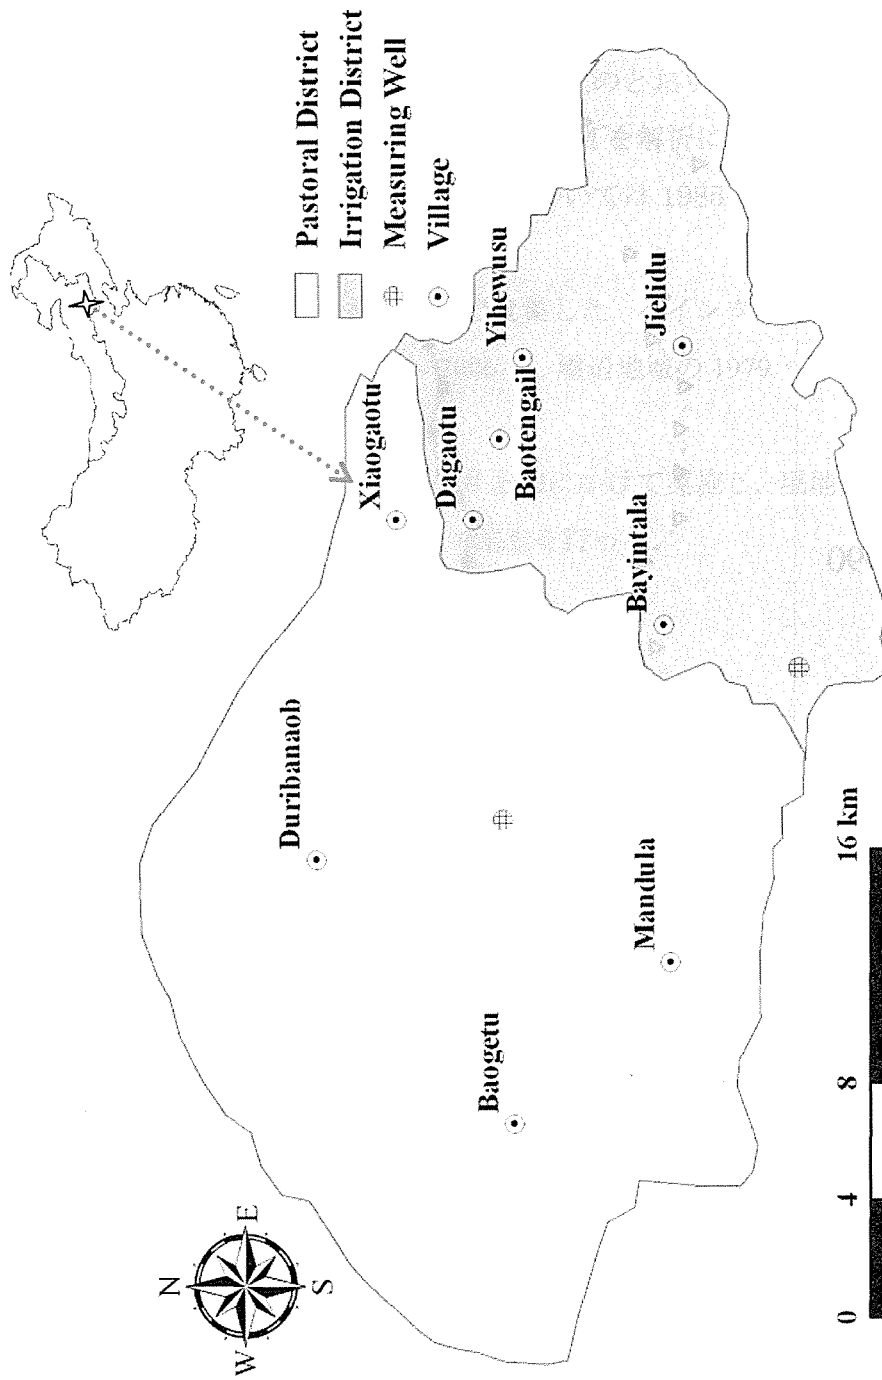 N
W
E
S
Pastoral District
Irrigation District
Measuring Well
Village
Duribanaob
Xiaogaotu
Dagaotu
Yihewusu
Baotengail
Baogetu
Mandula
Bayintala
Jielidu
0
4
8
16 km
1979